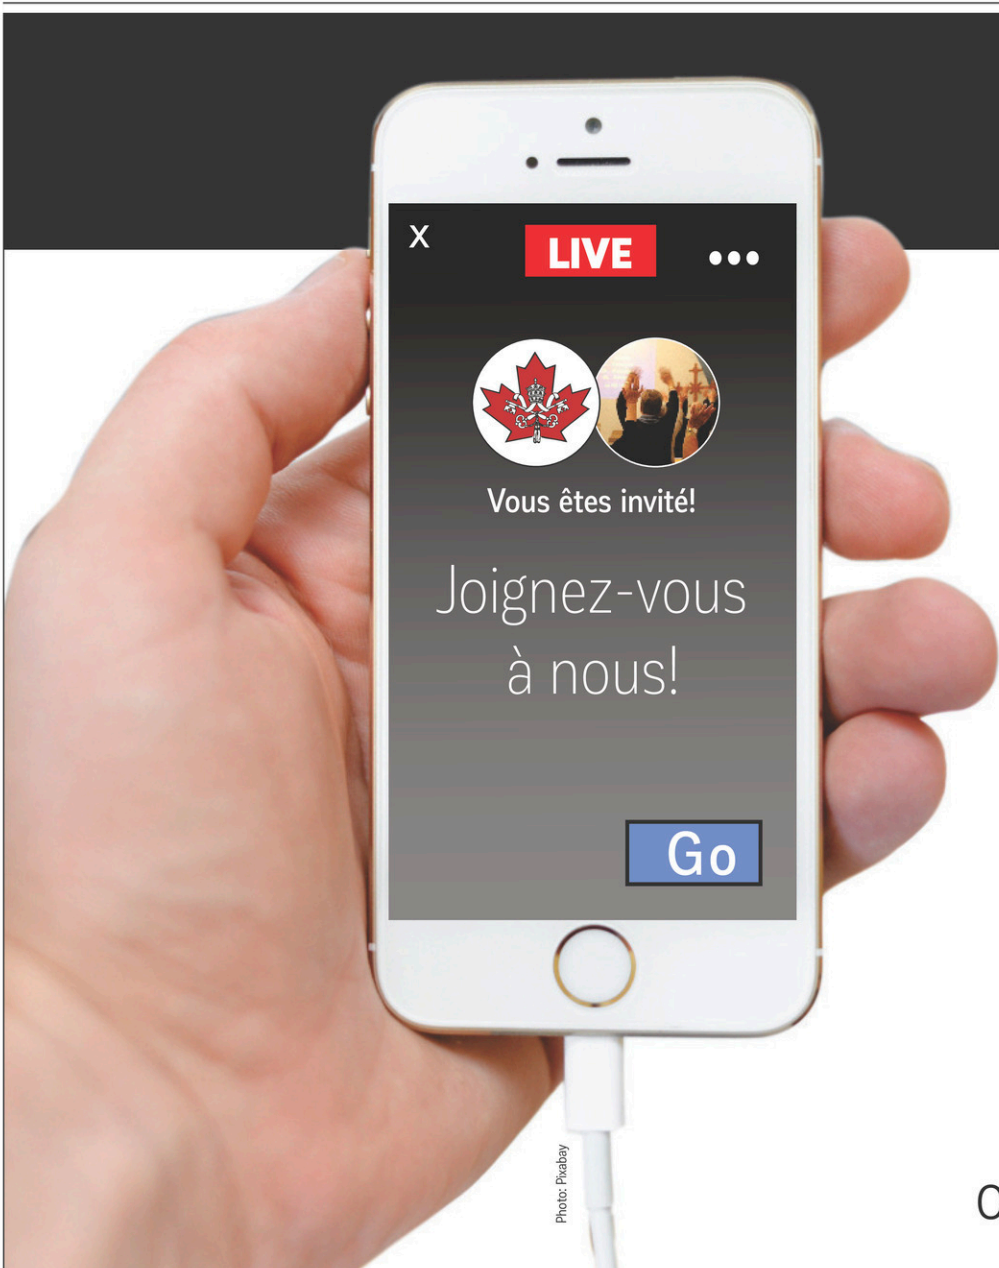 X
LIVE
Vous êtes invité!
Joignez-vous
à nous!
Go
Photo: Pixabay